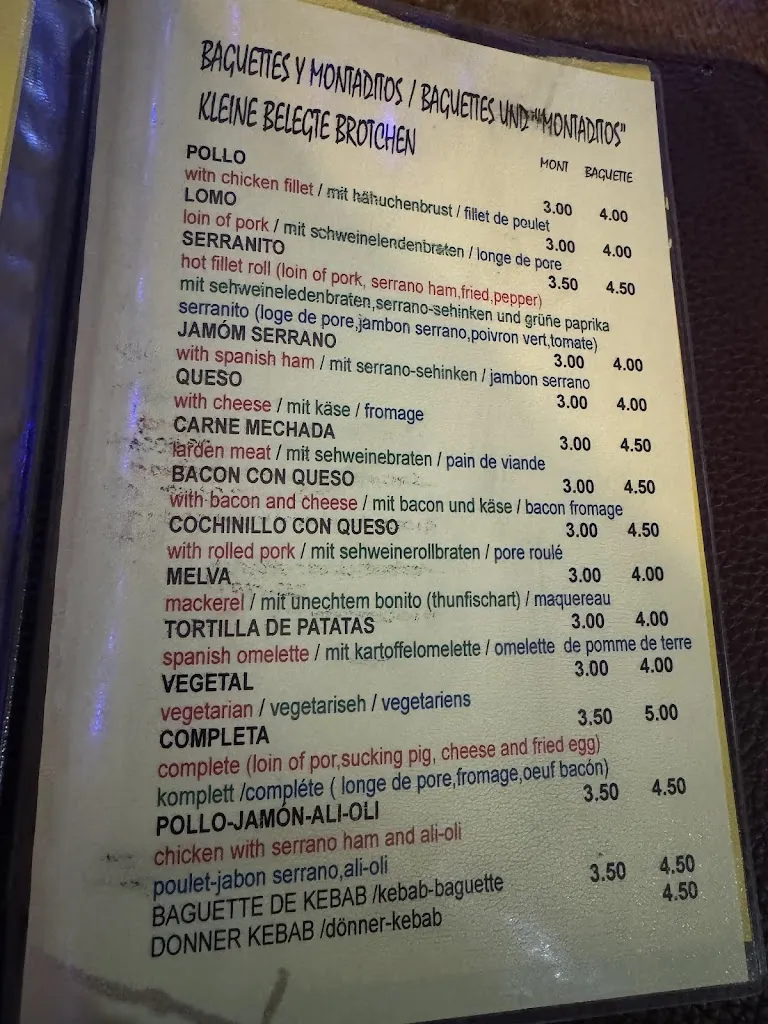 BAGUETTES Y MONTADITOS / BAGUETTES UND "MONTADITOS"
KLEINE BELEGTE BROTCHEN
MONT BAGUETTE
POLLO 3.00 4.00
with chicken fillet / mit hähuchenbrust / fillet de poulet
LOMO 3.00 4.00
loin of pork / mit schweinelendenbraten / longe de pore
SERRANITO 3.50 4.50
hot fillet roll (loin of pork, serrano ham,fried,pepper)
mit sehweineledenbraten,serrano-sehinken und grüñe paprika
serranito (loge de pore,jambon serrano,poivron vert,tomate)
JAMÓM SERRANO 3.00 4.00
with spanish ham / mit serrano-sehinken / jambon serrano
QUESO 3.00 4.00
with cheese / mit käse / fromage
CARNE MECHADA 3.00 4.50
larden meat / mit sehweinebraten / pain de viande
BACON CON QUESO 3.00 4.50
with bacon and cheese / mit bacon und käse / bacon fromage
COCHINILLO CON QUESO 3.00 4.50
with rolled pork / mit sehweinerollbraten / pore roulé
MELVA 3.00 4.00
mackerel / mit unechtem bonito (thunfischart) / maquereau
TORTILLA DE PATATAS 3.00 4.00
spanish omelette / mit kartoffelomelette / omelette de pomme de terre
VEGETAL 3.00 4.00
vegetarian / vegetariseh / vegetariens
COMPLETA 3.50 5.00
complete (loin of por,sucking pig, cheese and fried egg)
komplett /compléte ( longe de pore,fromage,oeuf bacón)
POLLO-JAMÓN-ALI-OLI 3.50 4.50
chicken with serrano ham and ali-oli
poulet-jabon serrano,ali-oli
BAGUETTE DE KEBAB /kebab-baguette 3.50 4.50
DONNER KEBAB /dönner-kebab 4.50